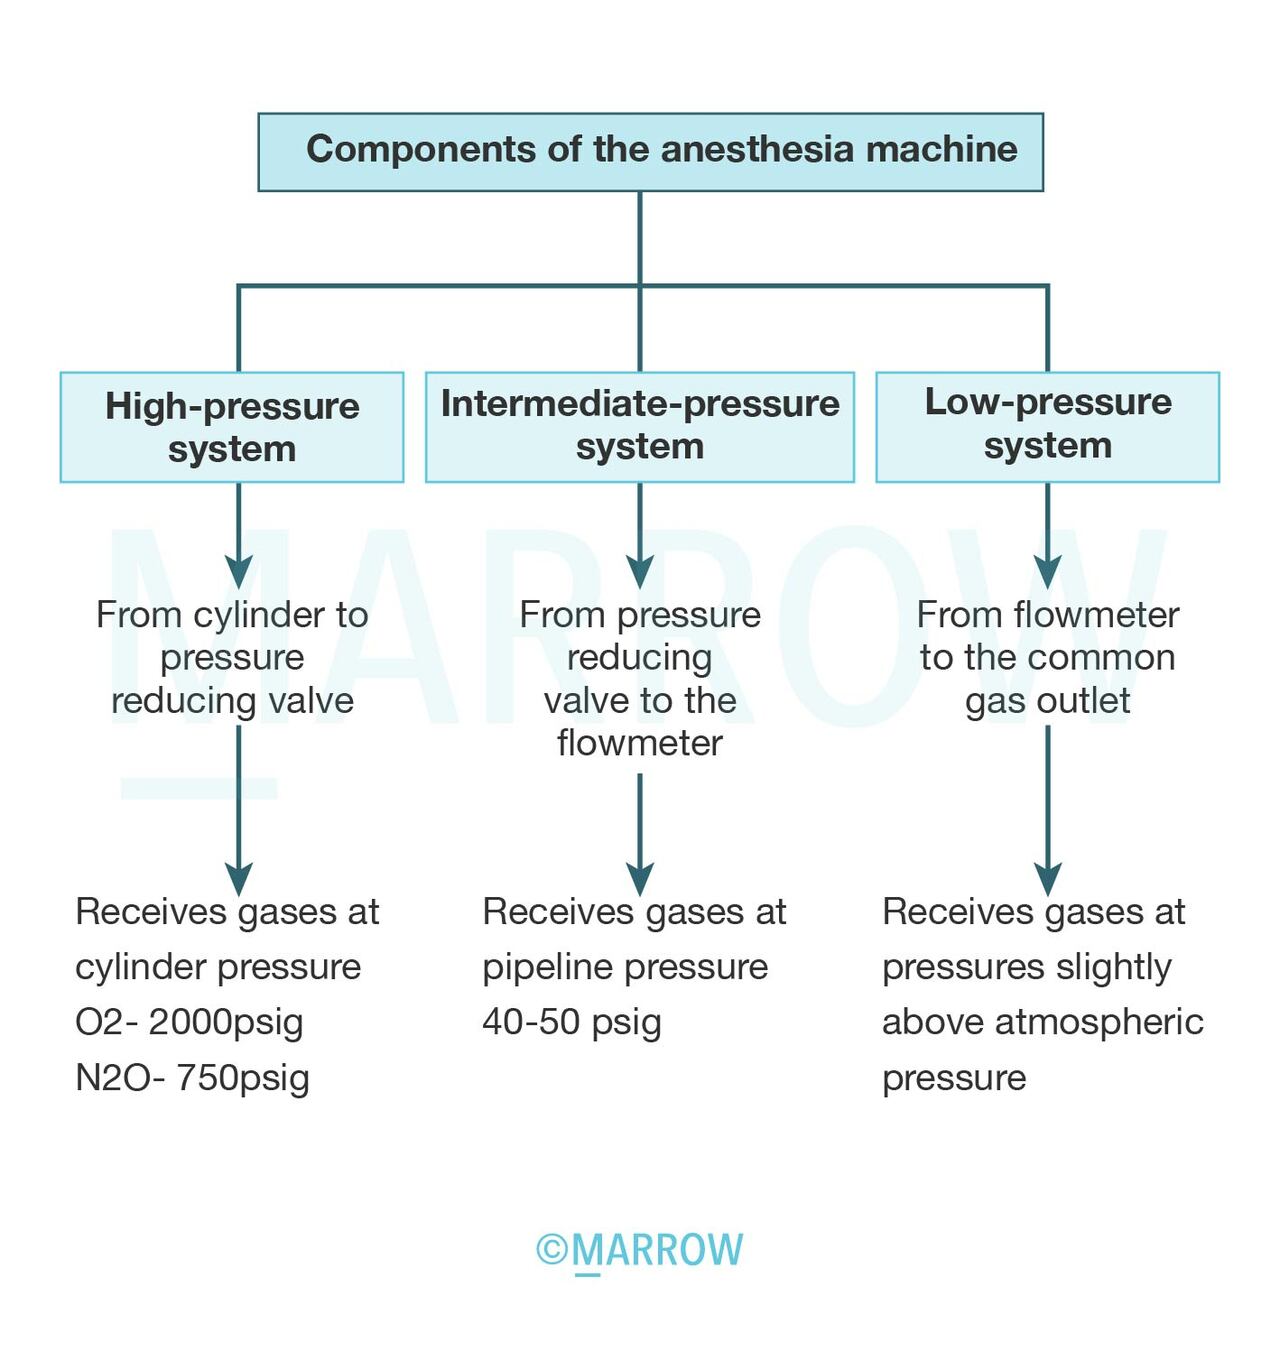 Components of the anesthesia machine
High-pressure
system
Intermediate-pressure
system
Low-pressure
system
From cylinder to
pressure
reducing valve
From pressure
reducing
valve to the
flowmeter
From flowmeter
to the common
gas outlet
Receives gases at
cylinder pressure
O2- 2000psig
N2O- 750psig
Receives gases at
pipeline pressure
40-50 psig
Receives gases at
pressures slightly
above atmospheric
pressure
MARROW
©MARROW